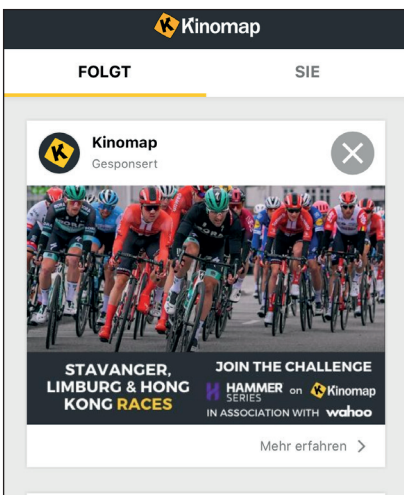 Kinomap
FOLGT
SIE
Kinomap
Gesponsert
STAVANGER,
LIMBURG & HONG
KONG RACES
JOIN THE CHALLENGE
HAMMER SERIES on Kinomap
IN ASSOCIATION WITH wahoo
Mehr erfahren